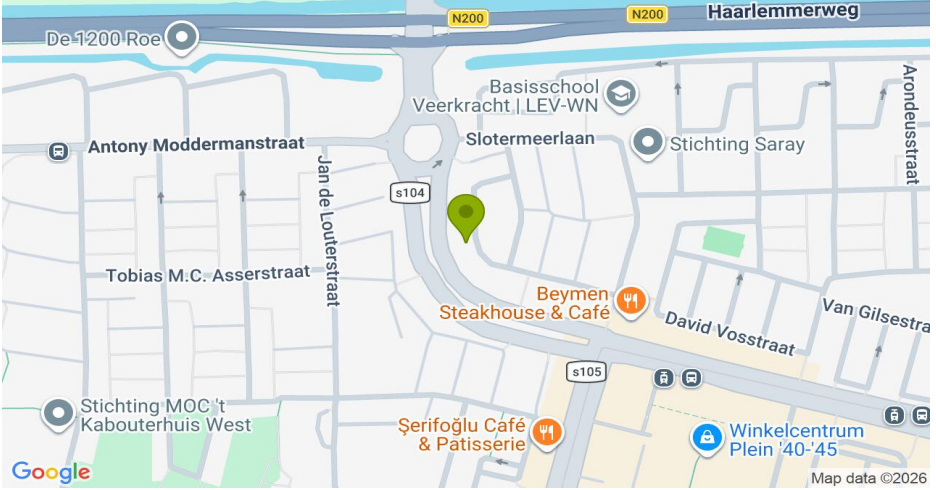 N200
N200
Haarlemmerweg
De 1200 Roe
Basisschool
Veerkracht | LEV-WN
Arondeusstraat
Antony Moddermanstraat
Slotermeerlaan
Stichting Saray
Jan de Louterstraat
s104
Tobias M.C. Asserstraat
Beymen
Steakhouse & Café
David Vosstraat
Van Gilsestra
s105
Stichting MOC 't
Kabouterhuis West
Şerifoğlu Café
& Patisserie
Winkelcentrum
Plein '40-'45
Google
Map data ©2026